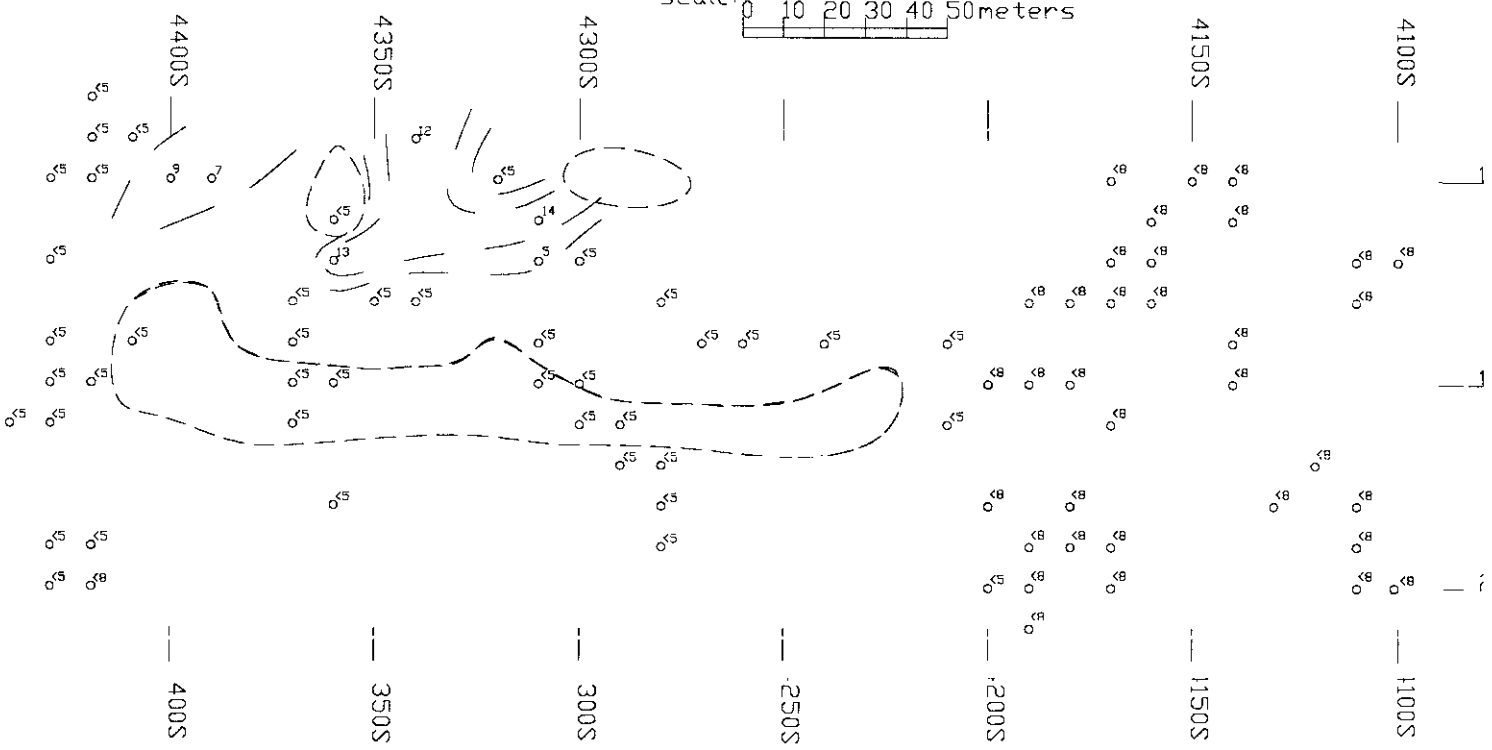 0 10 20 30 40 50meters
4400S 4350S 4300S 4150S 4100S
<5
<5 <5 12
<5 <5 9 7 <5 <8 <8 <8 1
<5 14 <8 <8
<5 13 5 <5 <8 <8 <8 <8
<5 <5 <5 <5 <8 <8 <8 <8 <8
<5 <5 <5 <5 <5 <5 <5 <5 <8
<5 <5 <5 <5 <5 <5 <8 <8 <8 <8 1
<5 <5 <5 <5 <5 <5 <8
<5 <5 <8
<5 <5 <8 <8 <8 <8
<5 <5 <5 <8 <8 <8 <8
<5 <8 <5 <8 <8 <8 <8
<8
400S 350S 300S 250S 200S 150S 100S